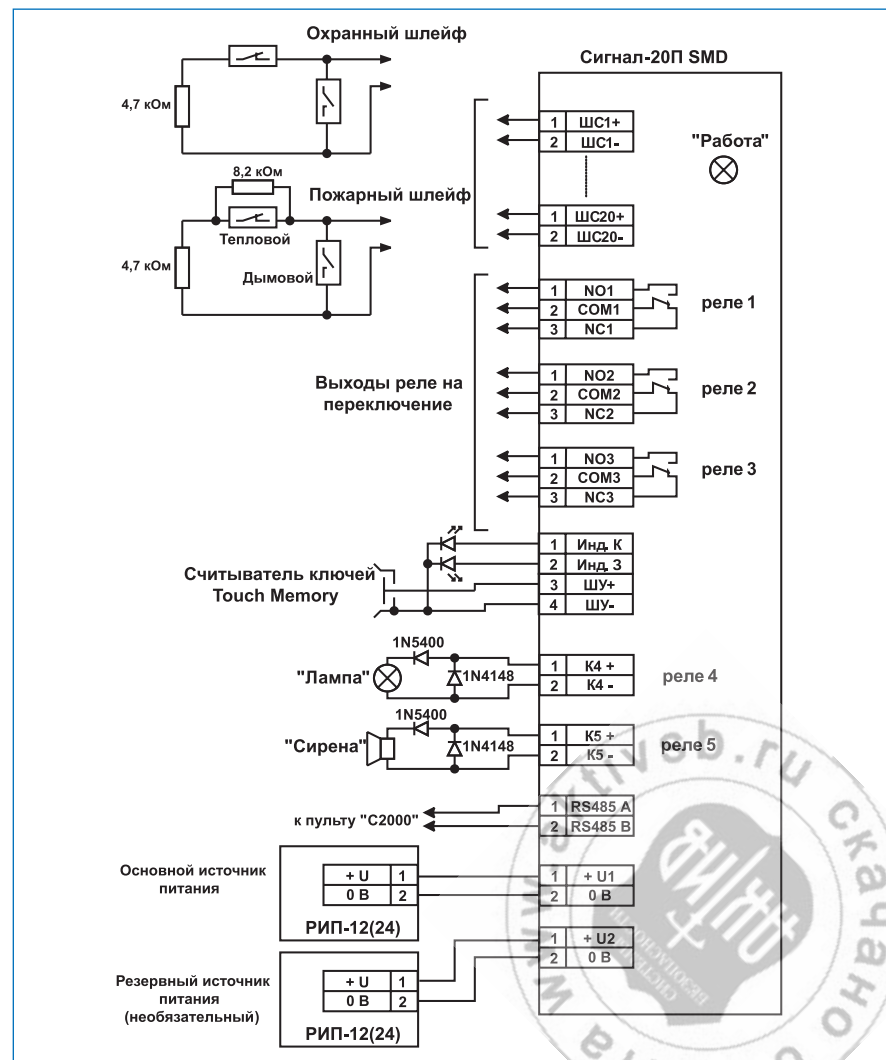 Охранный шлейф
4,7 кОм
8,2 кОм
Пожарный шлейф
Тепловой
4,7 кОм
Дымовой
Сигнал-20П SMD
"Работа"
1 ШС1+
2 ШС1-
1 ШС20+
2 ШС20-
Выходы реле на
переключение
1 NO1
2 COM1
3 NC1
реле 1
1 NO2
2 COM2
3 NC2
реле 2
1 NO3
2 COM3
3 NC3
реле 3
Считыватель ключей
Touch Memory
1 Инд. К
2 Инд. З
3 ШУ+
4 ШУ-
1N5400
"Лампа"
1N4148
1 К4 +
2 К4 -
реле 4
1N5400
"Сирена"
1N4148
1 К5 +
2 К5 -
реле 5
к пульту "С2000"
1 RS485 A
2 RS485 B
Основной источник
питания
+ U 1
0 В 2
РИП-12(24)
1 + U1
2 0 В
Резервный источник
питания
(необязательный)
+ U 1
0 В 2
РИП-12(24)
1 + U2
2 0 В
www.aktivsb.ru
скачано с